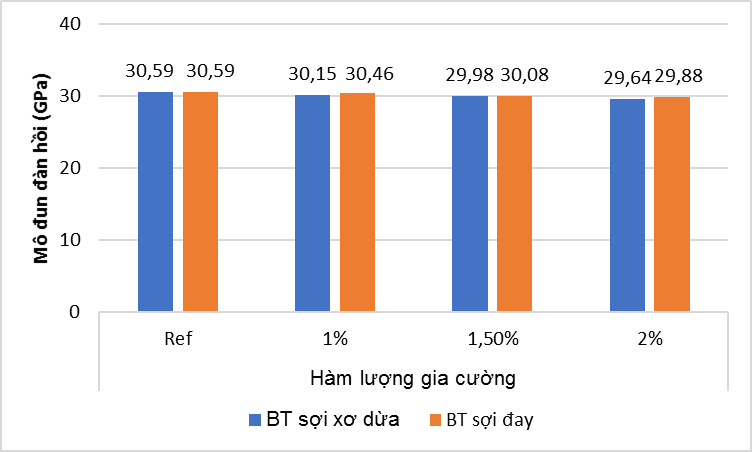 40
30,59 30,59 30,15 30,46 29,98 30,08 29,64 29,88
30
20
10
0
Mô đun đàn hồi (GPa)
Ref 1% 1,50% 2%
Hàm lượng gia cường
BT sợi xơ dừa BT sợi đay